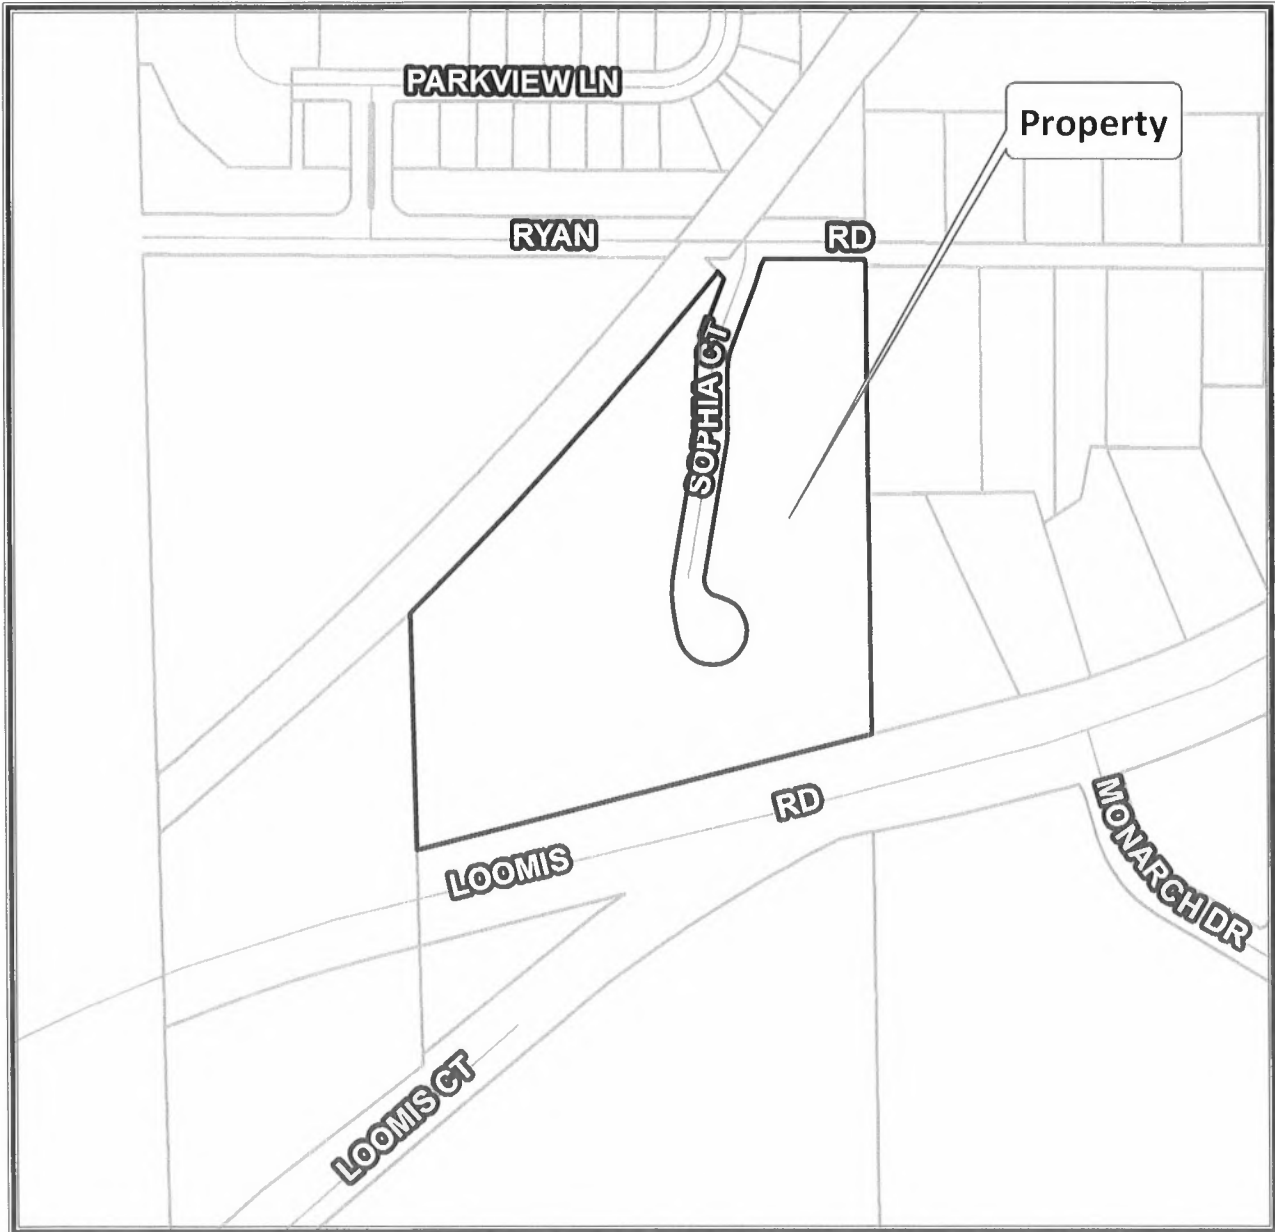 PARKVIEW LN
Property
RYAN RD
SOPHIA CT
LOOMIS RD
MONARCH DR
LOOMIS CT